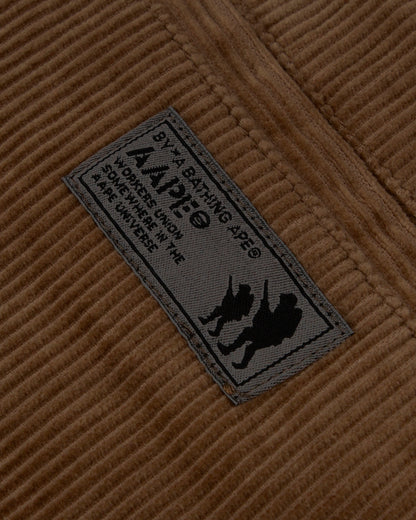 BY *A BATHING APE®
AAPE®
WORKERS UNION
SOMEWHERE IN THE
AAPE UNIVERSE